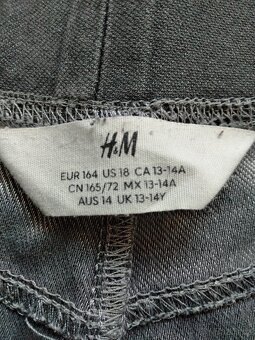 H&M
EUR 164 US 18 CA 13-14A
CN 165/72 MX 13-14A
AUS 14 UK 13-14Y